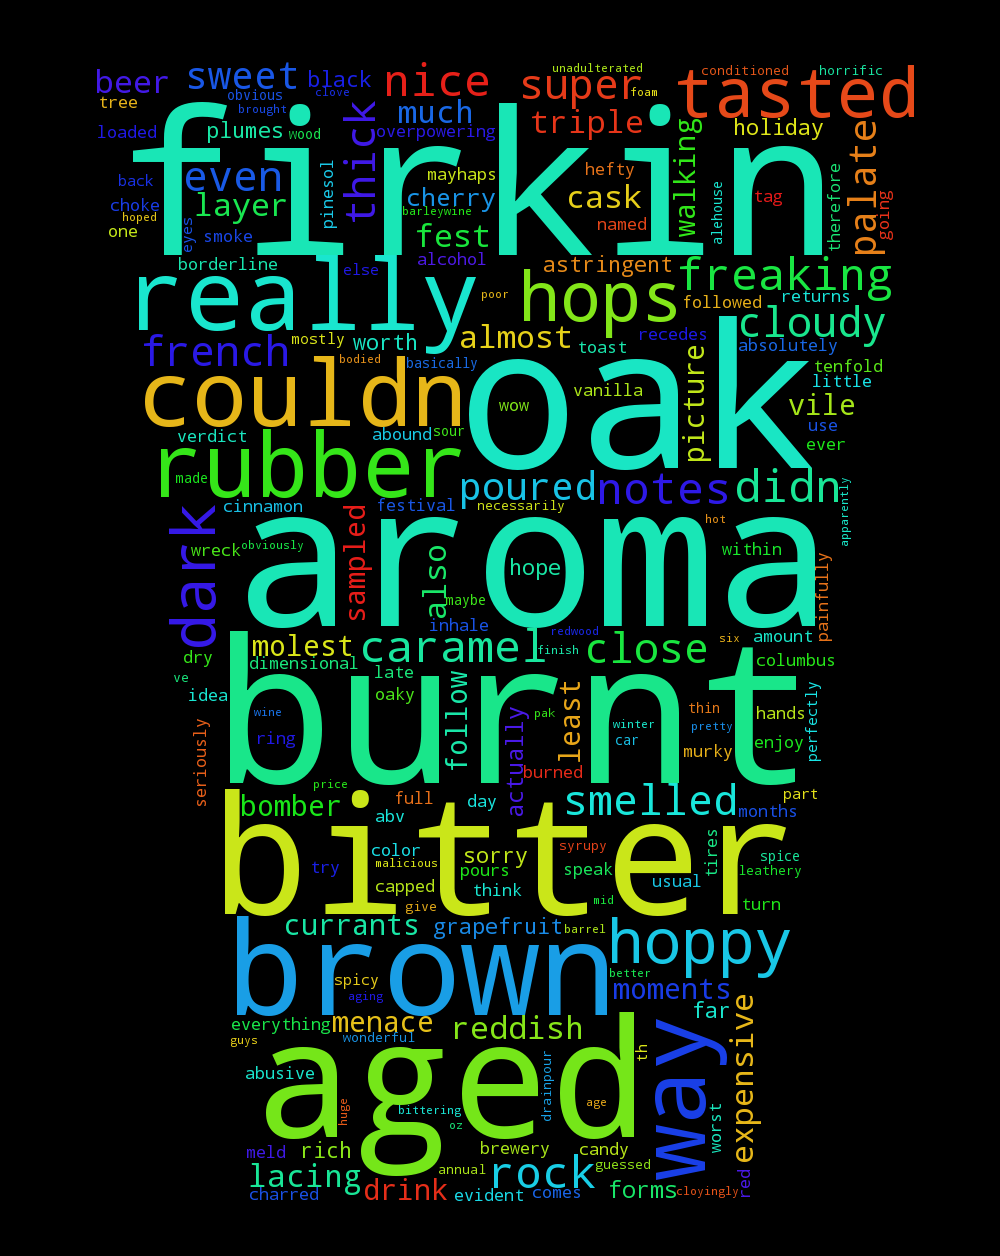 unadulterated
beer
sweet
black
nice
super
foam
conditioned
horrific
tasted
tree
obvious
clove
brought
much
loaded
plumes
wood
thick
overpowering
triple
holiday
firkin
walking
palate
back
even
pinesol
mayhaps
hefty
cask
tag
alehouse
therefore
going
choke
layer
cherry
barleywine
named
hoped
one
eyes
smoke
fest
borderline
else
alcohol
astringent
freaking
really
poor
hops
followed
returns
cloudy
french
mostly
worth
almost
toast
recedes
absolutely
bodied
basically
picture
tenfold
couldn
oak
wow
vanilla
little
vile
verdict
abound
sour
use
ever
rubber
made
poured
notes
didn
apparently
cinnamon
festival
necessarily
dark
sampled
aroma
hot
wreck
obviously
also
hope
within
painfully
maybe
inhale
redwood
molest
caramel
finish
close
six
amount
dry
dimensional
late
columbus
ve
idea
oaky
follow
least
thin
wine
burnt
actually
pak
winter
pretty
hands
perfectly
ring
car
murky
enjoy
seriously
burned
price
bomber
full
day
smelled
part
abv
months
bitter
color
malicious
sorry
syrupy
tires
spice
try
capped
pours
think
speak
usual
leathery
give
mid
turn
currants
grapefruit
barrel
hoppy
brown
spicy
better
aging
moments
everything
menace
reddish
far
expensive
guys
wonderful
th
way
aged
abusive
drainpour
huge
bittering
age
oz
worst
meld
rich
brewery
candy
lacing
annual
rock
guessed
red
charred
drink
evident
comes
forms
cloyingly